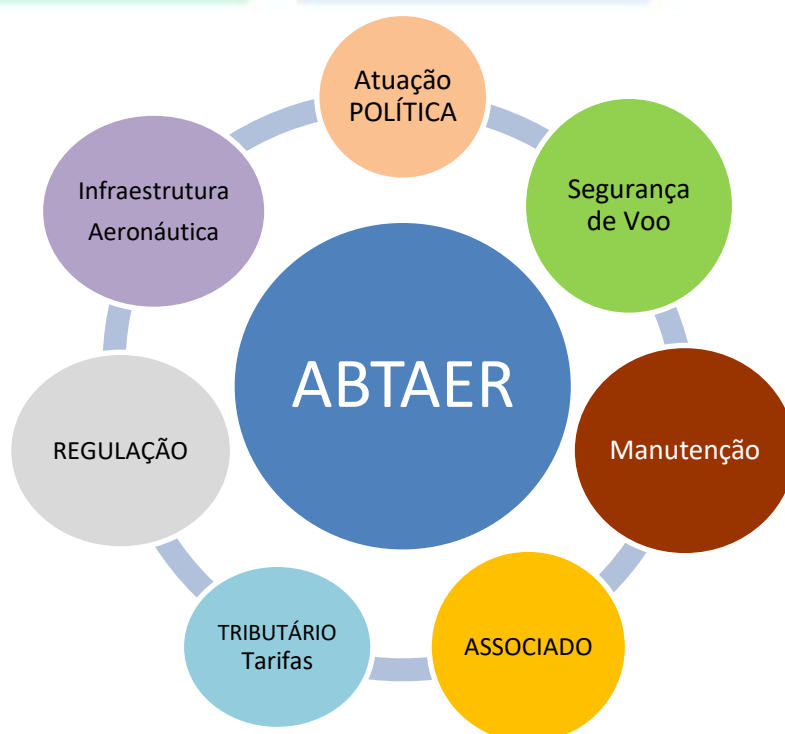 Atuação
POLÍTICA
Segurança
de Voo
Infraestrutura
Aeronáutica
ABTAER
REGULAÇÃO
Manutenção
TRIBUTÁRIO
Tarifas
ASSOCIADO